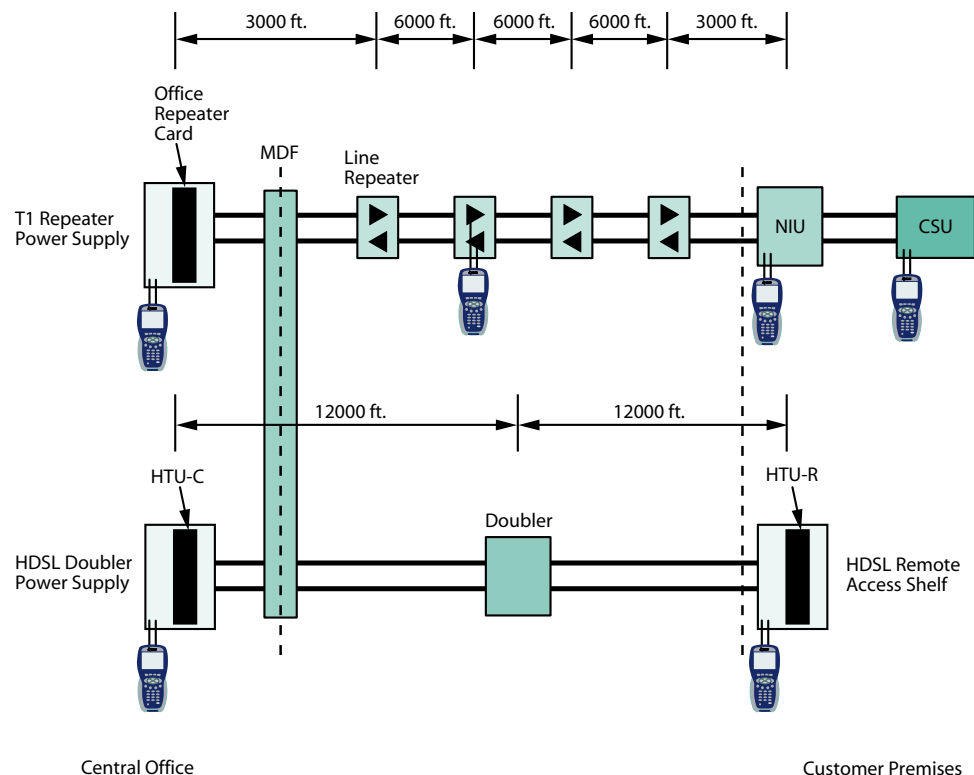 3000 ft.
6000 ft.
6000 ft.
6000 ft.
3000 ft.
Office
Repeater
Card
MDF
Line
Repeater
T1 Repeater
Power Supply
NIU
CSU
12000 ft.
12000 ft.
HTU-C
HTU-R
Doubler
HDSL Doubler
Power Supply
HDSL Remote
Access Shelf
Central Office
Customer Premises